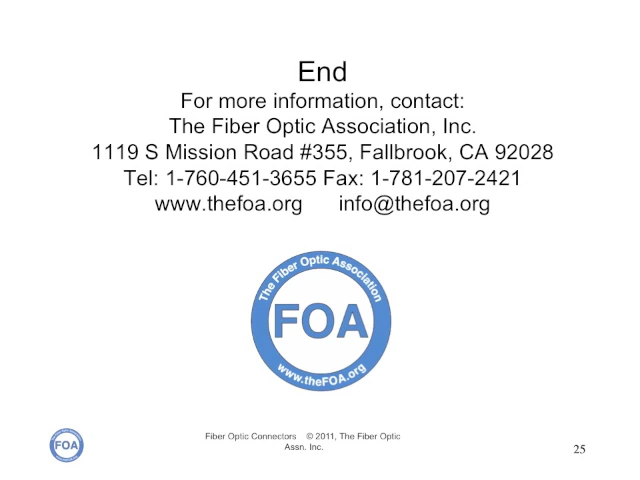 End
For more information, contact:
The Fiber Optic Association, Inc.
1119 S Mission Road #355, Fallbrook, CA 92028
Tel: 1-760-451-3655 Fax: 1-781-207-2421
www.thefoa.org info@thefoa.org
The Fiber Optic Association
FOA
www.theFOA.org
FOA
Fiber Optic Connectors © 2011, The Fiber Optic
Assn. Inc.
25